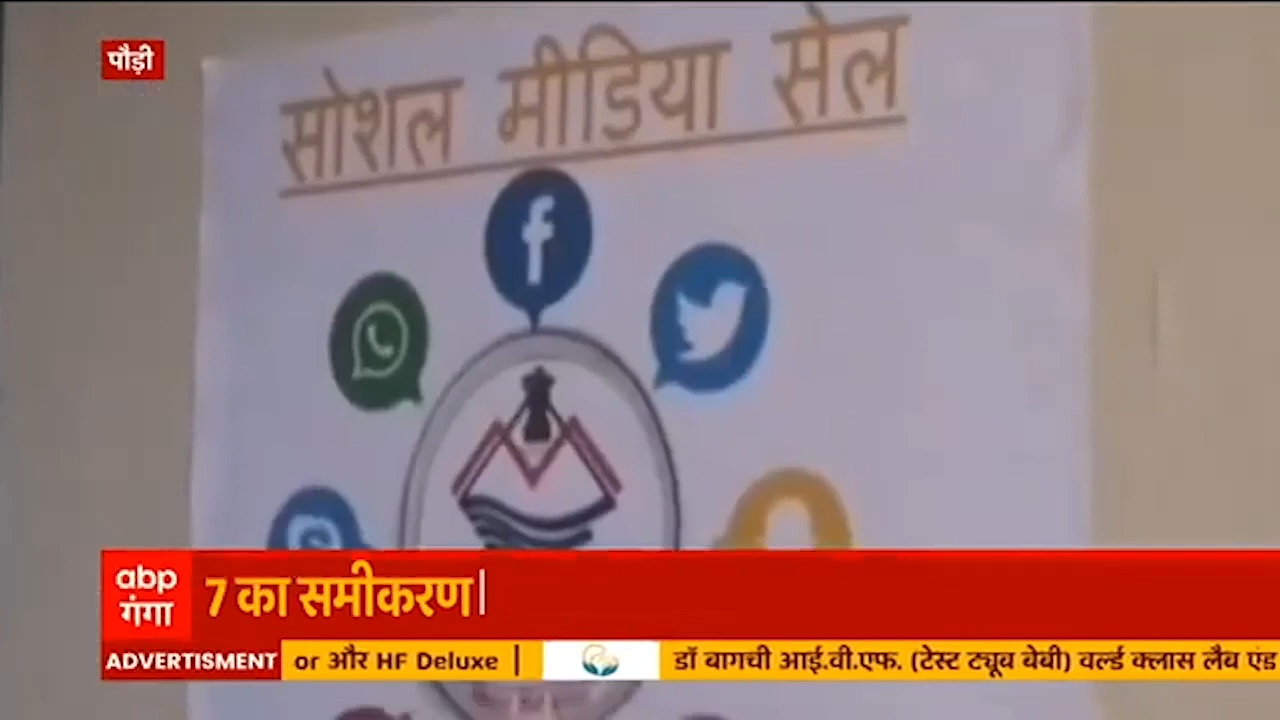 पौड़ी
सोशल मीडिया सेल
abp
गंगा
7 का समीकरण
ADVERTISMENT
or और HF Deluxe | डॉ बागची आई.वी.एफ. (टेस्ट ट्यूब बेबी) वर्ल्ड क्लास लैब एंड